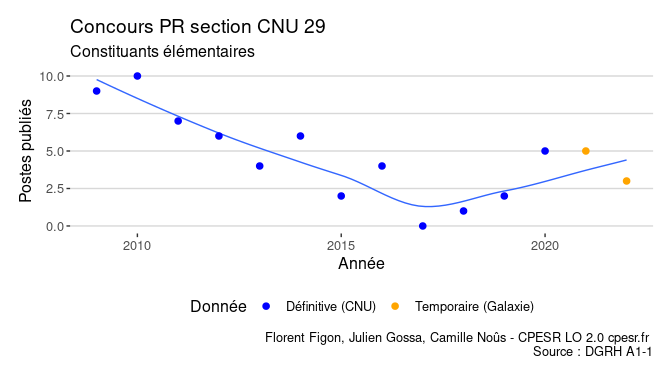 Concours PR section CNU 29
Constituants élémentaires
Postes publiés
10.0
7.5
5.0
2.5
0.0
2010 2015 2020
Année
Donnée Définitive (CNU) Temporaire (Galaxie)
Florent Figon, Julien Gossa, Camille Noûs - CPESR LO 2.0 cpesr.fr
Source : DGRH A1-1